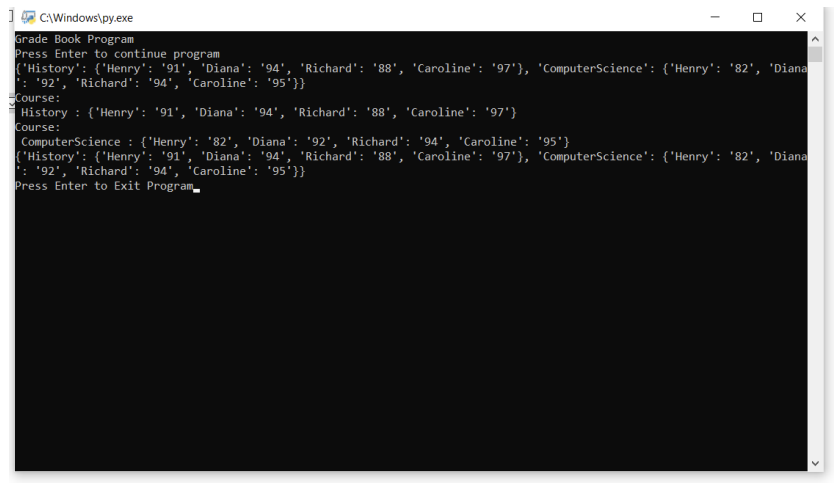 C:\Windows\py.exe
Grade Book Program
Press Enter to continue program
{'History': {'Henry': '91', 'Diana': '94', 'Richard': '88', 'Caroline': '97'}, 'ComputerScience': {'Henry': '82', 'Diana
': '92', 'Richard': '94', 'Caroline': '95'}}
Course:
 History : {'Henry': '91', 'Diana': '94', 'Richard': '88', 'Caroline': '97'}
Course:
 ComputerScience : {'Henry': '82', 'Diana': '92', 'Richard': '94', 'Caroline': '95'}
{'History': {'Henry': '91', 'Diana': '94', 'Richard': '88', 'Caroline': '97'}, 'ComputerScience': {'Henry': '82', 'Diana
': '92', 'Richard': '94', 'Caroline': '95'}}
Press Enter to Exit Program